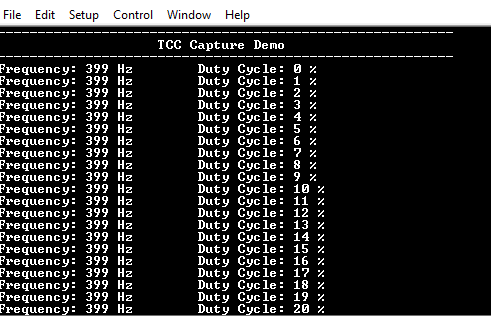 File Edit Setup Control Window Help
TCC Capture Demo
Frequency: 399 Hz Duty Cycle: 0 %
Frequency: 399 Hz Duty Cycle: 1 %
Frequency: 399 Hz Duty Cycle: 2 %
Frequency: 399 Hz Duty Cycle: 3 %
Frequency: 399 Hz Duty Cycle: 4 %
Frequency: 399 Hz Duty Cycle: 5 %
Frequency: 399 Hz Duty Cycle: 6 %
Frequency: 399 Hz Duty Cycle: 7 %
Frequency: 399 Hz Duty Cycle: 8 %
Frequency: 399 Hz Duty Cycle: 9 %
Frequency: 399 Hz Duty Cycle: 10 %
Frequency: 399 Hz Duty Cycle: 11 %
Frequency: 399 Hz Duty Cycle: 12 %
Frequency: 399 Hz Duty Cycle: 13 %
Frequency: 399 Hz Duty Cycle: 14 %
Frequency: 399 Hz Duty Cycle: 15 %
Frequency: 399 Hz Duty Cycle: 16 %
Frequency: 399 Hz Duty Cycle: 17 %
Frequency: 399 Hz Duty Cycle: 18 %
Frequency: 399 Hz Duty Cycle: 19 %
Frequency: 399 Hz Duty Cycle: 20 %